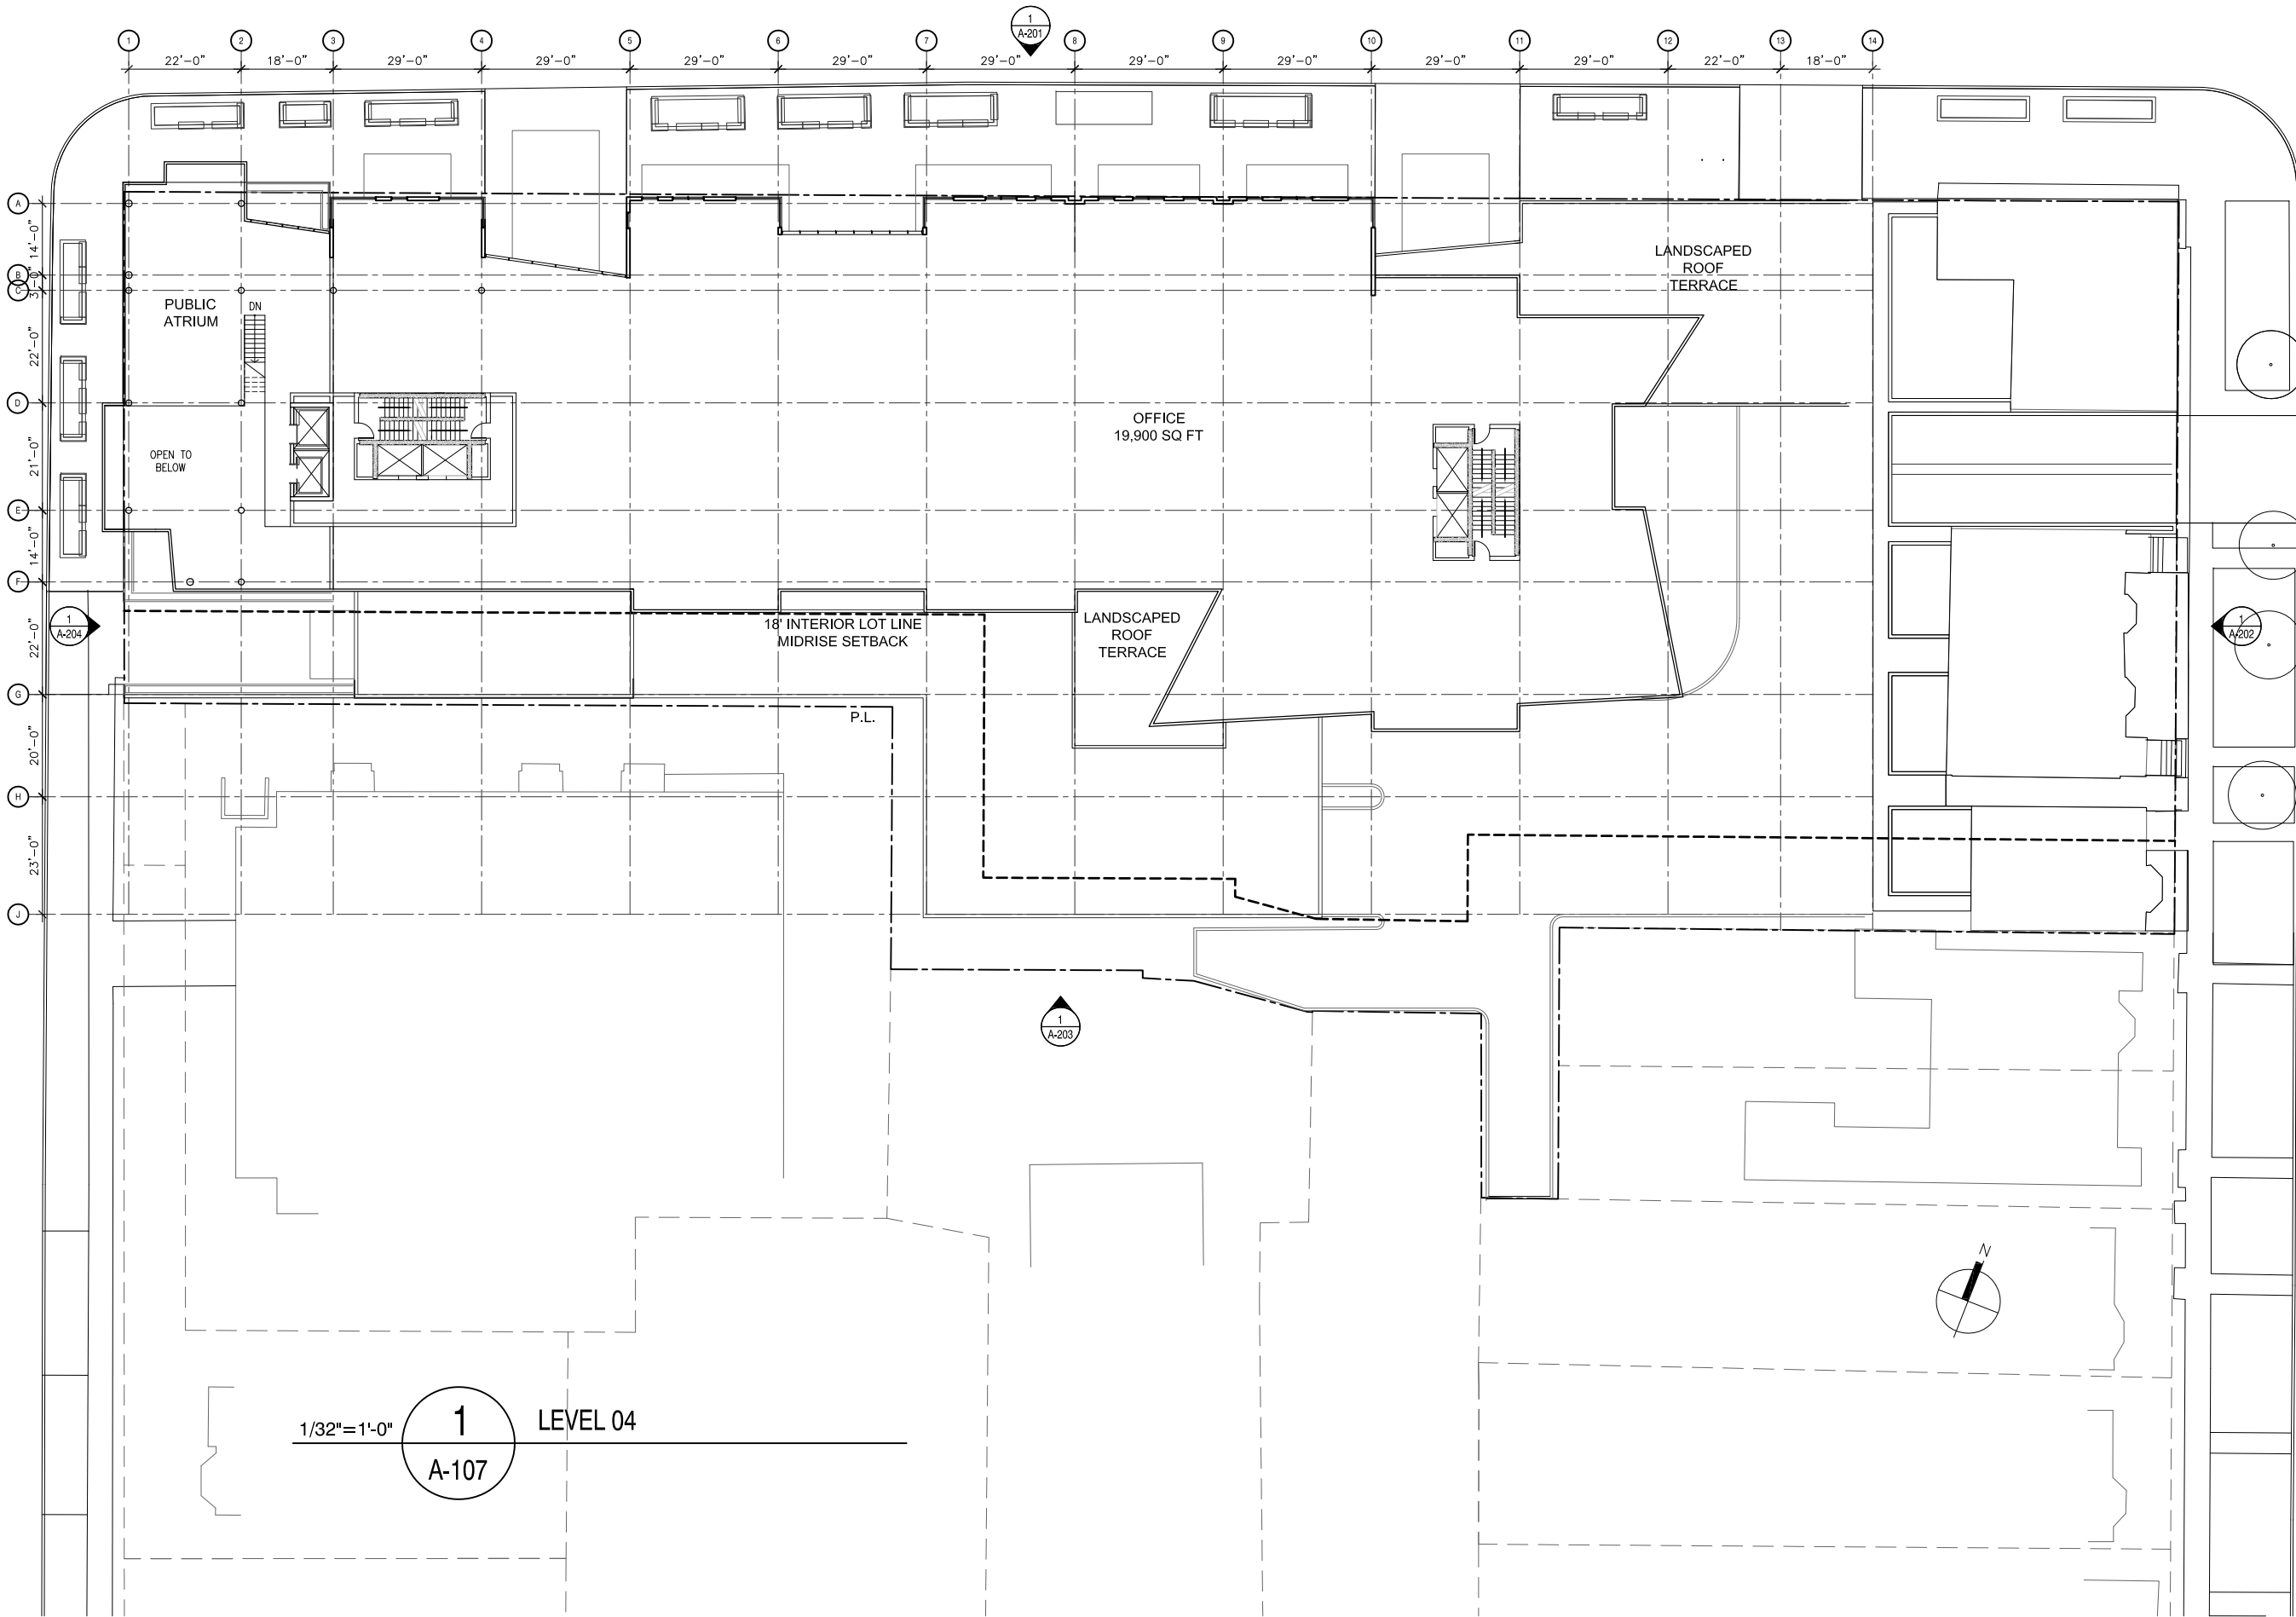 1
A-201
1 2 3 4 5 6 7 8 9 10 11 12 13 14
22'-0" 18'-0" 29'-0" 29'-0" 29'-0" 29'-0" 29'-0" 29'-0" 29'-0" 29'-0" 29'-0" 22'-0" 18'-0"
A
14'-0"
B
3'-0"
C
22'-0"
D
21'-0"
E
14'-0"
F
22'-0"
G
20'-0"
H
23'-0"
J
LANDSCAPED
ROOF
TERRACE
PUBLIC
ATRIUM
DN
OFFICE
19,900 SQ FT
OPEN TO
BELOW
1
A-204
18' INTERIOR LOT LINE
MIDRISE SETBACK
LANDSCAPED
ROOF
TERRACE
1
A-202
P.L.
1
A-203
N
1/32"=1'-0"
1
A-107
LEVEL 04